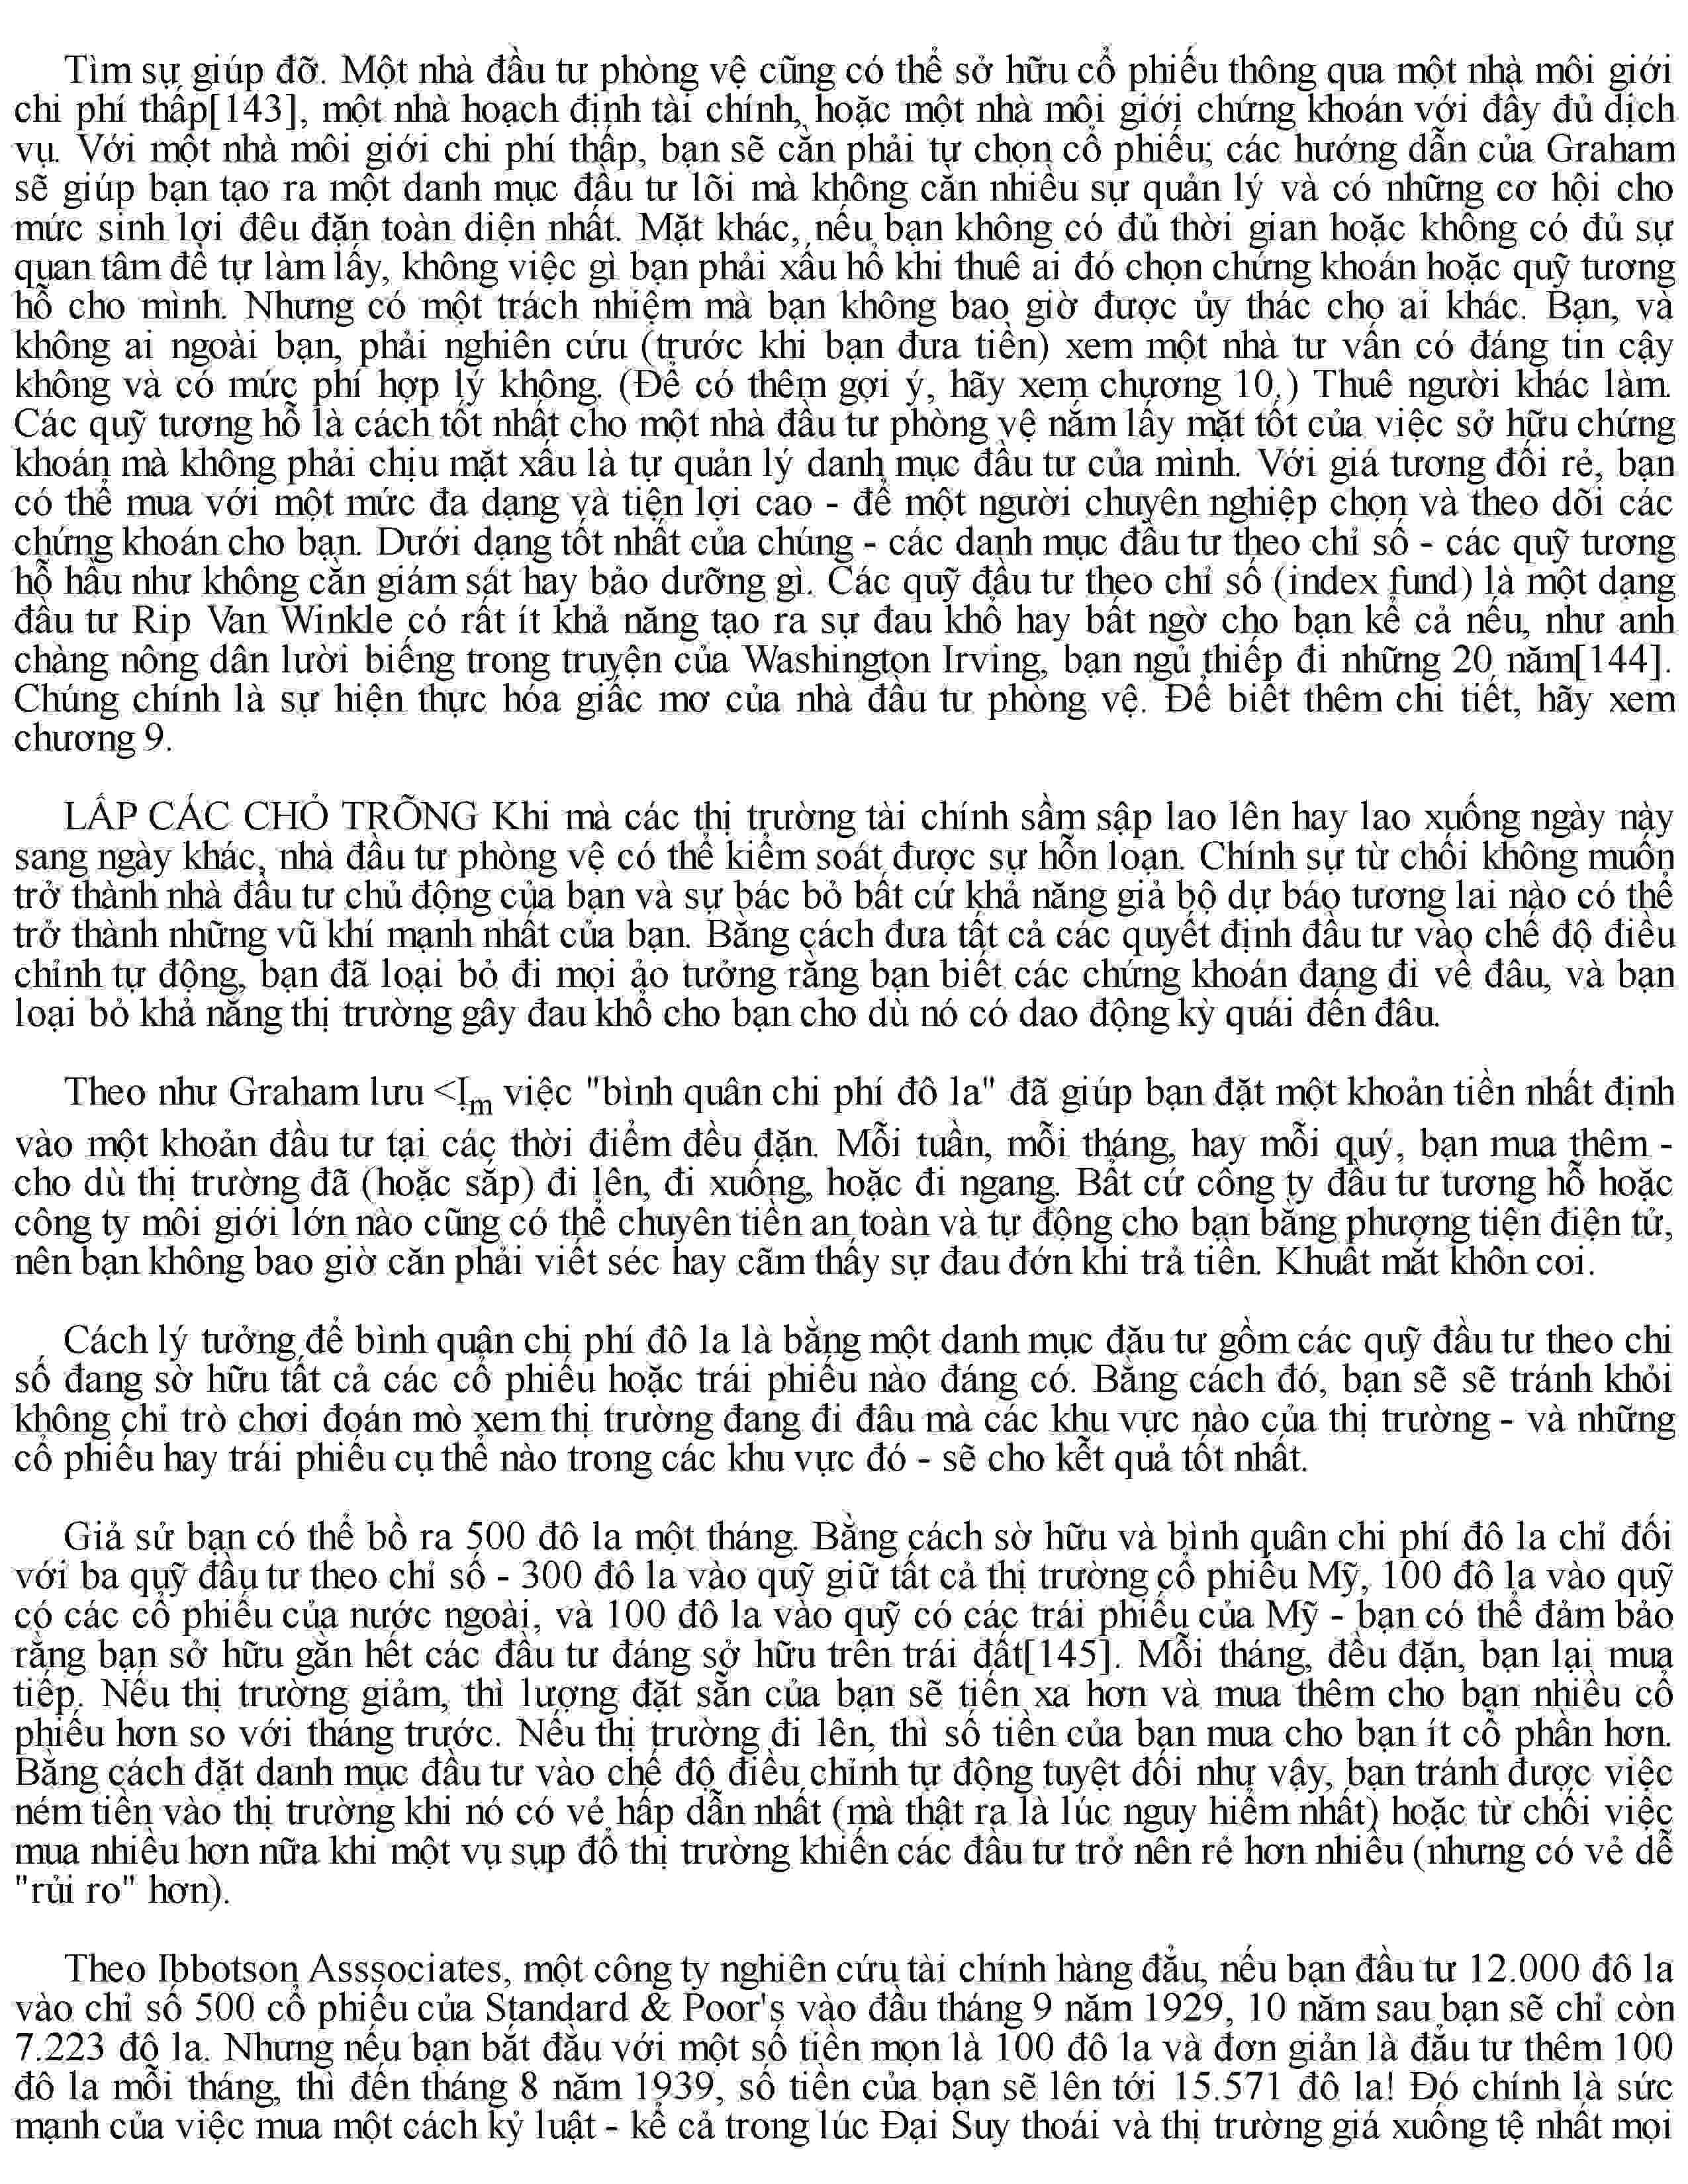 Tìm sự giúp đỡ. Một nhà đầu tư phòng vệ cũng có thể sở hữu cổ phiếu thông qua một nhà môi giới
chi phí thấp[143], một nhà hoạch định tài chính, hoặc một nhà môi giới chứng khoán với đầy đủ dịch
vụ. Với một nhà môi giới chi phí thấp, bạn sẽ cần phải tự chọn cổ phiếu; các hướng dẫn của Graham
sẽ giúp bạn tạo ra một danh mục đầu tư lõi mà không cần nhiều sự quản lý và có những cơ hội cho
mức sinh lợi đêu đặn toàn diện nhất. Mặt khác, nếu bạn không có đủ thời gian hoặc không có đủ sự
quan tâm để tự làm lấy, không việc gì bạn phải xấu hổ khi thuê ai đó chọn chứng khoán hoặc quỹ tương
hỗ cho mình. Nhưng có một trách nhiệm mà bạn không bao giờ được ủy thác cho ai khác. Bạn, và
không ai ngoài bạn, phải nghiên cứu (trước khi bạn đưa tiền) xem một nhà tư vấn có đáng tin cậy
không và có mức phí hợp lý không. (Để có thêm gợi ý, hãy xem chương 10.) Thuê người khác làm.
Các quỹ tương hỗ là cách tốt nhất cho một nhà đầu tư phòng vệ nắm lấy mặt tốt của việc sở hữu chứng
khoán mà không phải chịu mặt xấu là tự quản lý danh mục đầu tư của mình. Với giá tương đối rẻ, bạn
có thể mua với một mức đa dạng và tiện lợi cao - để một người chuyên nghiệp chọn và theo dõi các
chứng khoán cho bạn. Dưới dạng tốt nhất của chúng - các danh mục đầu tư theo chỉ số - các quỹ tương
hỗ hầu như không cần giám sát hay bảo dưỡng gì. Các quỹ đầu tư theo chỉ số (index fund) là một dạng
đầu tư Rip Van Winkle có rất ít khả năng tạo ra sự đau khổ hay bất ngờ cho bạn kể cả nếu, như anh
chàng nông dân lười biếng trong truyện của Washington Irving, bạn ngủ thiếp đi những 20 năm[144].
Chúng chính là sự hiện thực hóa giấc mơ của nhà đầu tư phòng vệ. Để biết thêm chi tiết, hãy xem
chương 9.
LẤP CÁC CHỎ TRÕNG Khi mà các thị trường tài chính sầm sập lao lên hay lao xuống ngày này
sang ngày khác, nhà đầu tư phòng vệ có thể kiểm soát được sự hỗn loạn. Chính sự từ chối không muốn
trở thành nhà đầu tư chủ động của bạn và sự bác bỏ bất cứ khả năng giả bộ dự báo tương lai nào có thể
trở thành những vũ khí mạnh nhất của bạn. Bằng cách đưa tất cả các quyết định đầu tư vào chế độ điều
chỉnh tự động, bạn đã loại bỏ đi mọi ảo tưởng rằng bạn biết các chứng khoán đang đi về đâu, và bạn
loại bỏ khả năng thị trường gây đau khổ cho bạn cho dù nó có dao động kỳ quái đến đâu.
Theo như Graham lưu <Ịm việc "bình quân chi phí đô la" đã giúp bạn đặt một khoản tiền nhất định
vào một khoản đầu tư tại các thời điểm đều đặn. Mỗi tuần, mỗi tháng, hay mỗi quý, bạn mua thêm -
cho dù thị trường đã (hoặc sắp) đi lên, đi xuống, hoặc đi ngang. Bất cứ công ty đầu tư tương hỗ hoặc
công ty môi giới lớn nào cũng có thể chuyên tiền an toàn và tự động cho bạn bằng phương tiện điện tử,
nên bạn không bao giờ căn phải viết séc hay cãm thấy sự đau đớn khi trả tiền. Khuất mắt khôn coi.
Cách lý tưởng để bình quân chi phí đô la là bằng một danh mục đặu tư gồm các quỹ đầu tư theo chi
số đang sờ hữu tất cả các cổ phiếu hoặc trái phiếu nào đáng có. Bằng cách đó, bạn sẽ sẽ tránh khỏi
không chỉ trò chơi đoán mò xem thị trường đang đi đâu mà các khu vực nào của thị trường - và những
cổ phiếu hay trái phiếu cụ thể nào trong các khu vực đó - sẽ cho kết quả tốt nhất.
Giả sử bạn có thể bồ ra 500 đô la một tháng. Bằng cách sờ hữu và bình quân chi phí đô la chỉ đối
với ba quỹ đầu tư theo chỉ số - 300 đô la vào quỹ giữ tất cả thị trường cổ phiếu Mỹ, 100 đô la vào quỹ
có các cổ phiếu của nước ngoài, và 100 đô la vào quỹ có các trái phiếu của Mỹ - bạn có thể đảm bảo
rằng bạn sở hữu gần hết các đầu tư đáng sở hữu trên trái đất[145]. Mỗi tháng, đều đặn, bạn lại mua
tiếp. Nếu thị trường giảm, thì lượng đặt sẵn của bạn sẽ tiến xa hơn và mua thêm cho bạn nhiều cổ
phiếu hơn so với tháng trước. Nếu thị trường đi lên, thì số tiền của bạn mua cho bạn ít cổ phần hơn.
Bằng cách đặt danh mục đầu tư vào chế độ điều chỉnh tự động tuyệt đối như vậy, bạn tránh được việc
ném tiền vào thị trường khi nó có vẻ hấp dẫn nhất (mà thật ra là lúc nguy hiểm nhất) hoặc từ chối việc
mua nhiều hơn nữa khi một vụ sụp đổ thị trường khiến các đầu tư trở nên rẻ hơn nhiều (nhưng có vẻ dễ
"rủi ro" hơn).
Theo Ibbotson Asssociates, một công ty nghiên cứu tài chính hàng đầu, nếu bạn đầu tư 12.000 đô la
vào chỉ số 500 cổ phiếu của Standard & Poor's vào đầu tháng 9 năm 1929, 10 năm sau bạn sẽ chỉ còn
7.223 đô la. Nhưng nếu bạn bắt đầu với một số tiền mọn là 100 đô la và đơn giản là đầu tư thêm 100
đô la mỗi tháng, thì đến tháng 8 năm 1939, số tiền của bạn sẽ lên tới 15.571 đô la! Đó chính là sức
mạnh của việc mua một cách kỷ luật - kể cả trong lúc Đại Suy thoái và thị trường giá xuống tệ nhất mọi